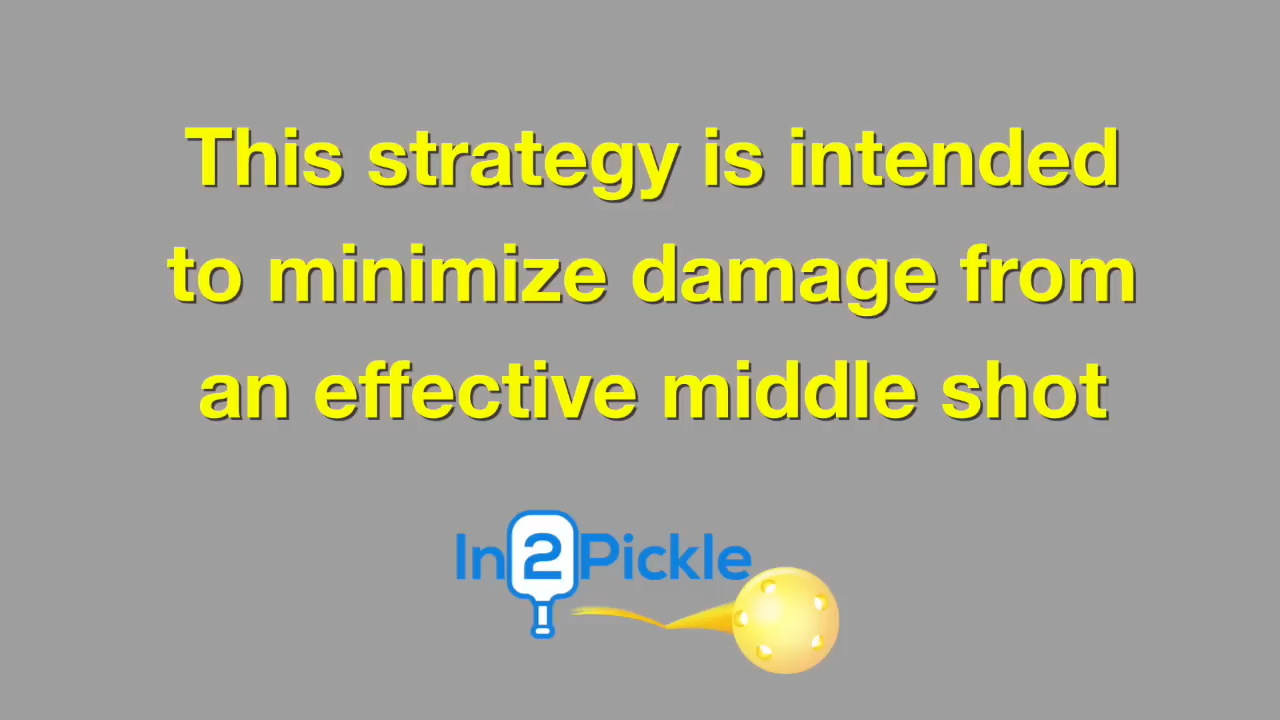 This strategy is intended
to minimize damage from
an effective middle shot
In2Pickle